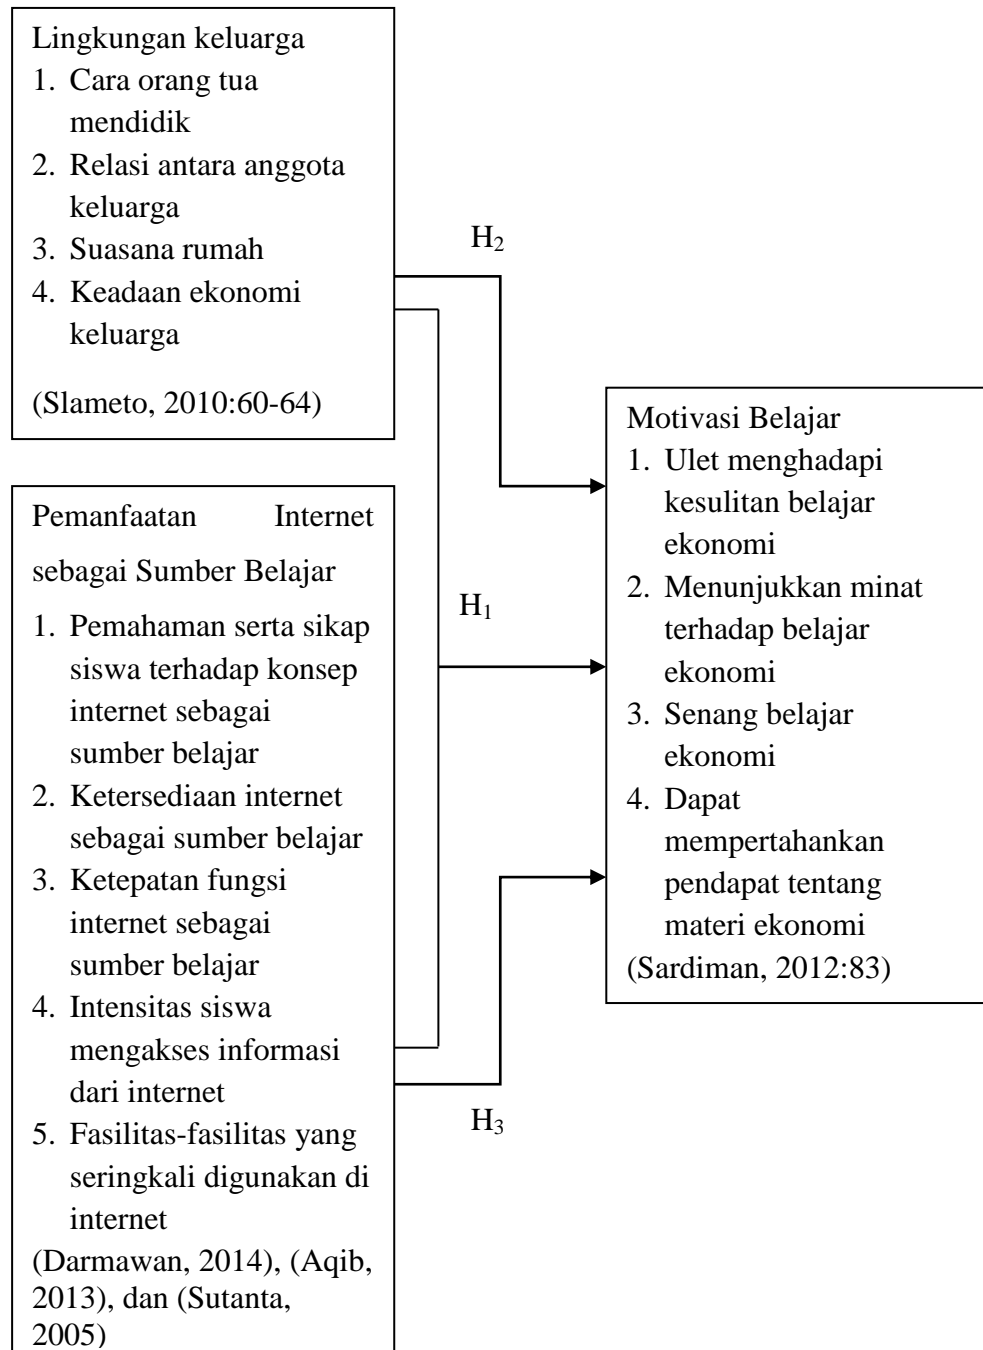 Lingkungan keluarga
1. Cara orang tua
mendidik
2. Relasi antara anggota
keluarga
3. Suasana rumah
4. Keadaan ekonomi
keluarga
(Slameto, 2010:60-64)
Pemanfaatan Internet
sebagai Sumber Belajar
1. Pemahaman serta sikap
siswa terhadap konsep
internet sebagai
sumber belajar
2. Ketersediaan internet
sebagai sumber belajar
3. Ketepatan fungsi
internet sebagai
sumber belajar
4. Intensitas siswa
mengakses informasi
dari internet
5. Fasilitas-fasilitas yang
seringkali digunakan di
internet
(Darmawan, 2014), (Aqib,
2013), dan (Sutanta,
2005)
H₂
H₁
H₃
Motivasi Belajar
1. Ulet menghadapi
kesulitan belajar
ekonomi
2. Menunjukkan minat
terhadap belajar
ekonomi
3. Senang belajar
ekonomi
4. Dapat
mempertahankan
pendapat tentang
materi ekonomi
(Sardiman, 2012:83)